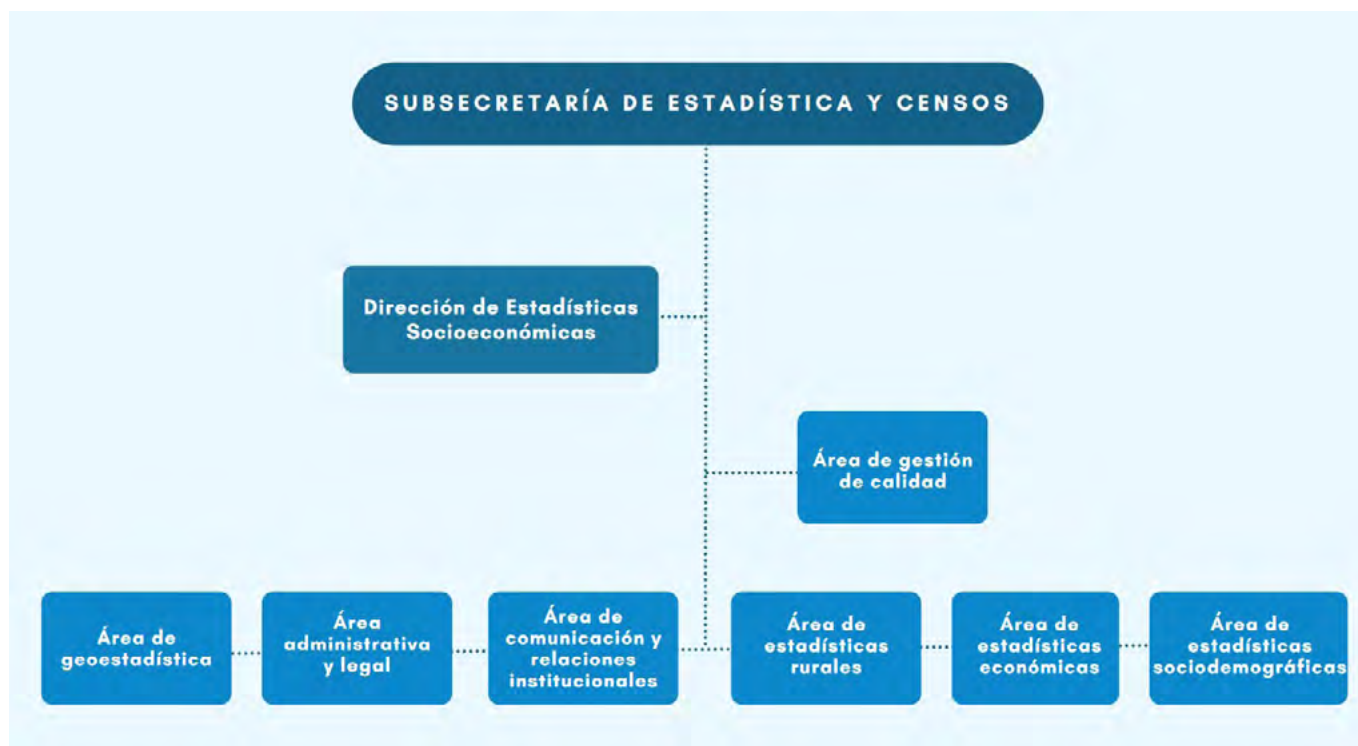 SUBSECRETARÍA DE ESTADÍSTICA Y CENSOS
Dirección de Estadísticas
Socioeconómicas
Área de gestión
de calidad
Área de
geoestadística
Área
administrativa
y legal
Área de
comunicación y
relaciones
institucionales
Área de
estadísticas
rurales
Área de
estadísticas
económicas
Área de
estadísticas
sociodemográficas